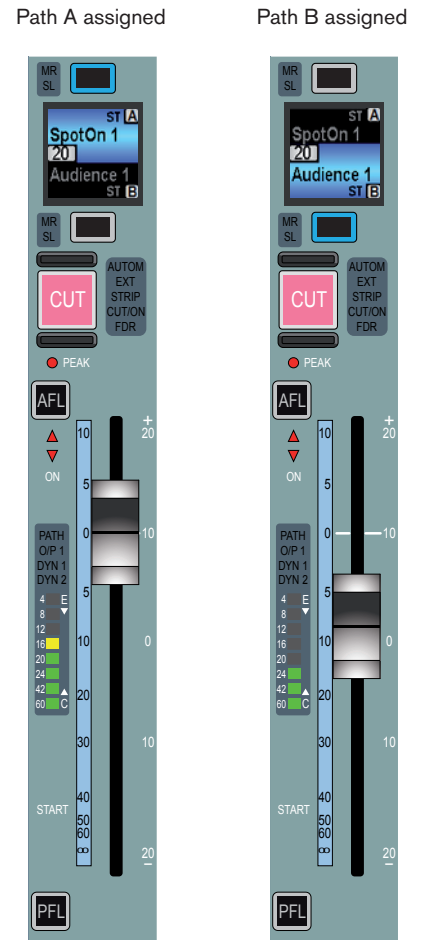 Path A assigned
MR
SL
ST A
SpotOn 1
20
Audience 1
ST B
MR
SL
CUT
AUTOM
EXT
STRIP
CUT/ON
FDR
PEAK
AFL
ON
+
20
10
0
10
20
−
10
5
0
5
10
20
30
40
50
60
∞
PATH
O/P 1
DYN 1
DYN 2
4 E
8
12
16
20
24
42
60 C
START
PFL
Path B assigned
MR
SL
ST A
SpotOn 1
20
Audience 1
ST B
MR
SL
CUT
AUTOM
EXT
STRIP
CUT/ON
FDR
PEAK
AFL
ON
+
20
10
0
10
20
−
10
5
0
5
10
20
30
40
50
60
∞
PATH
O/P 1
DYN 1
DYN 2
4 E
8
12
16
20
24
42
60 C
START
PFL